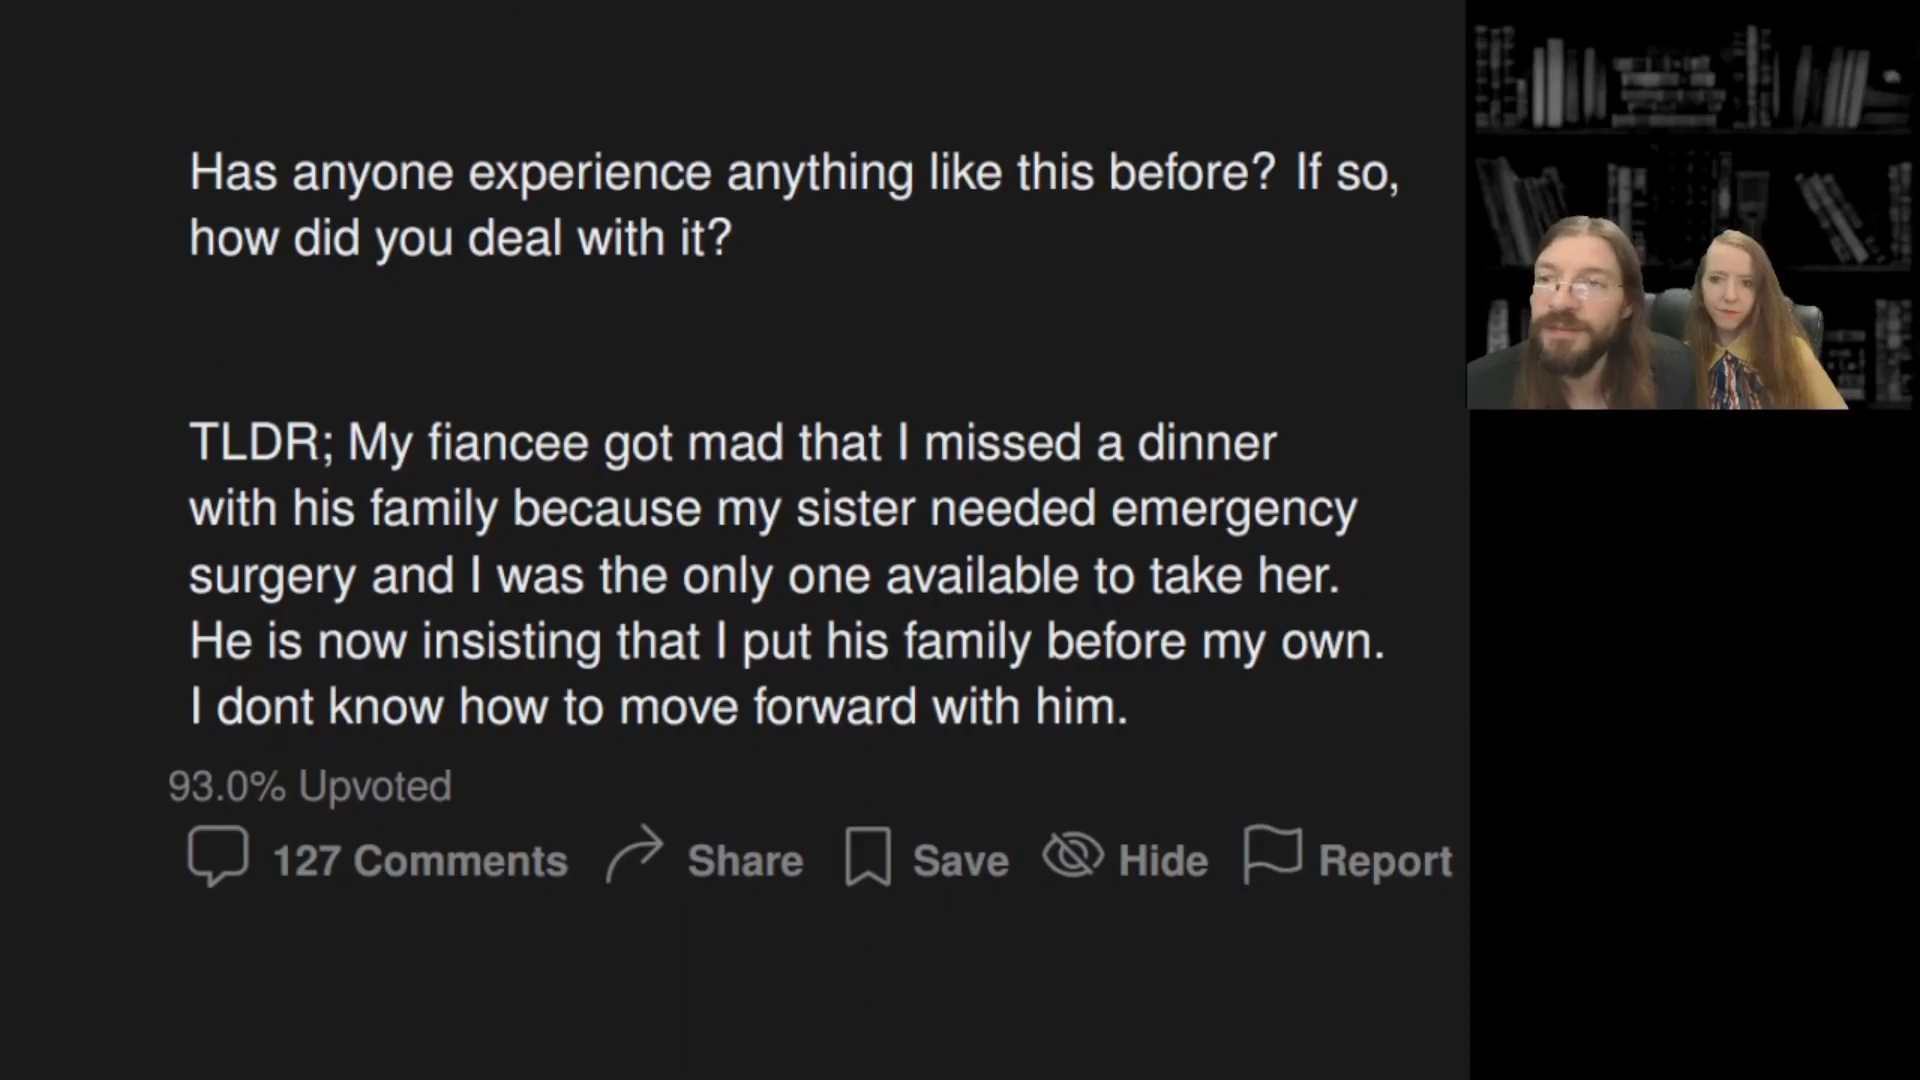 Has anyone experience anything like this before? If so,
how did you deal with it?
TLDR; My fiancee got mad that I missed a dinner
with his family because my sister needed emergency
surgery and I was the only one available to take her.
He is now insisting that I put his family before my own.
I dont know how to move forward with him.
93.0% Upvoted
127 Comments Share Save Hide Report